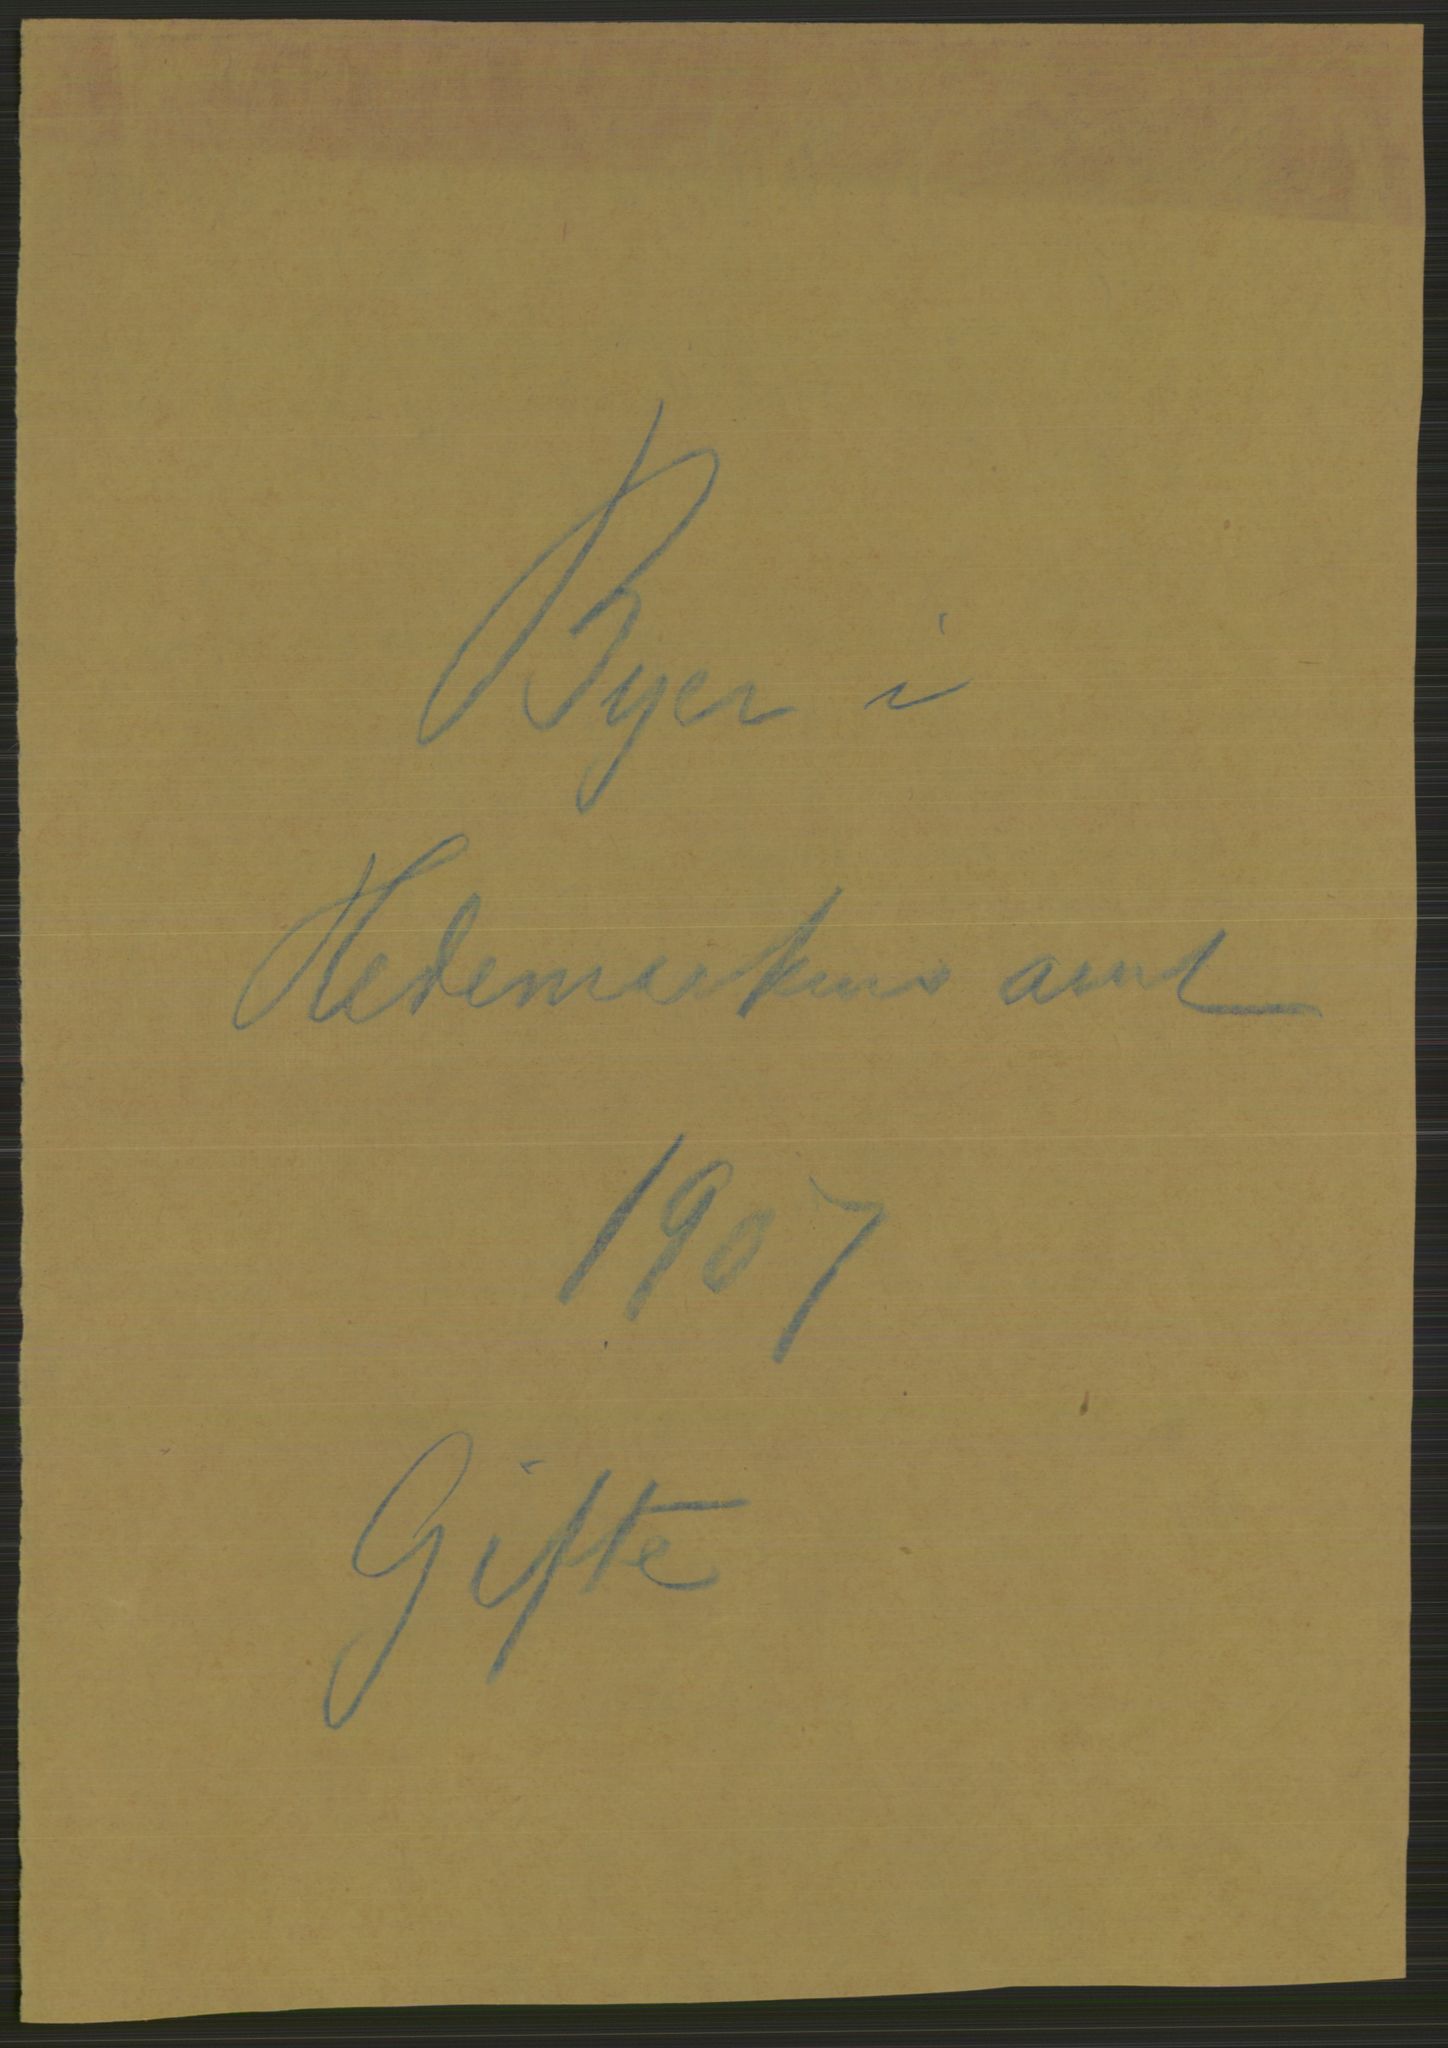 Byer i
Hedemarkens amt
1907
Gifte